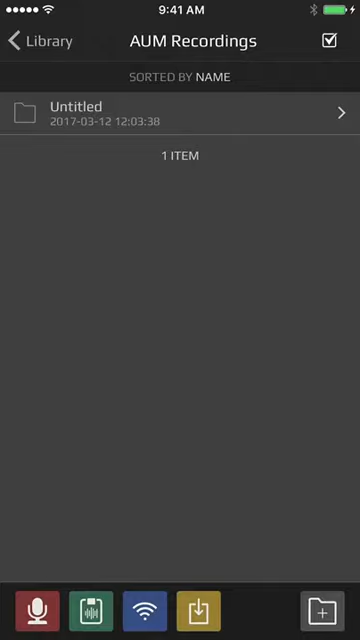 9:41 AM
Library
AUM Recordings
SORTED BY NAME
Untitled
2017-03-12 12:03:38
1 ITEM